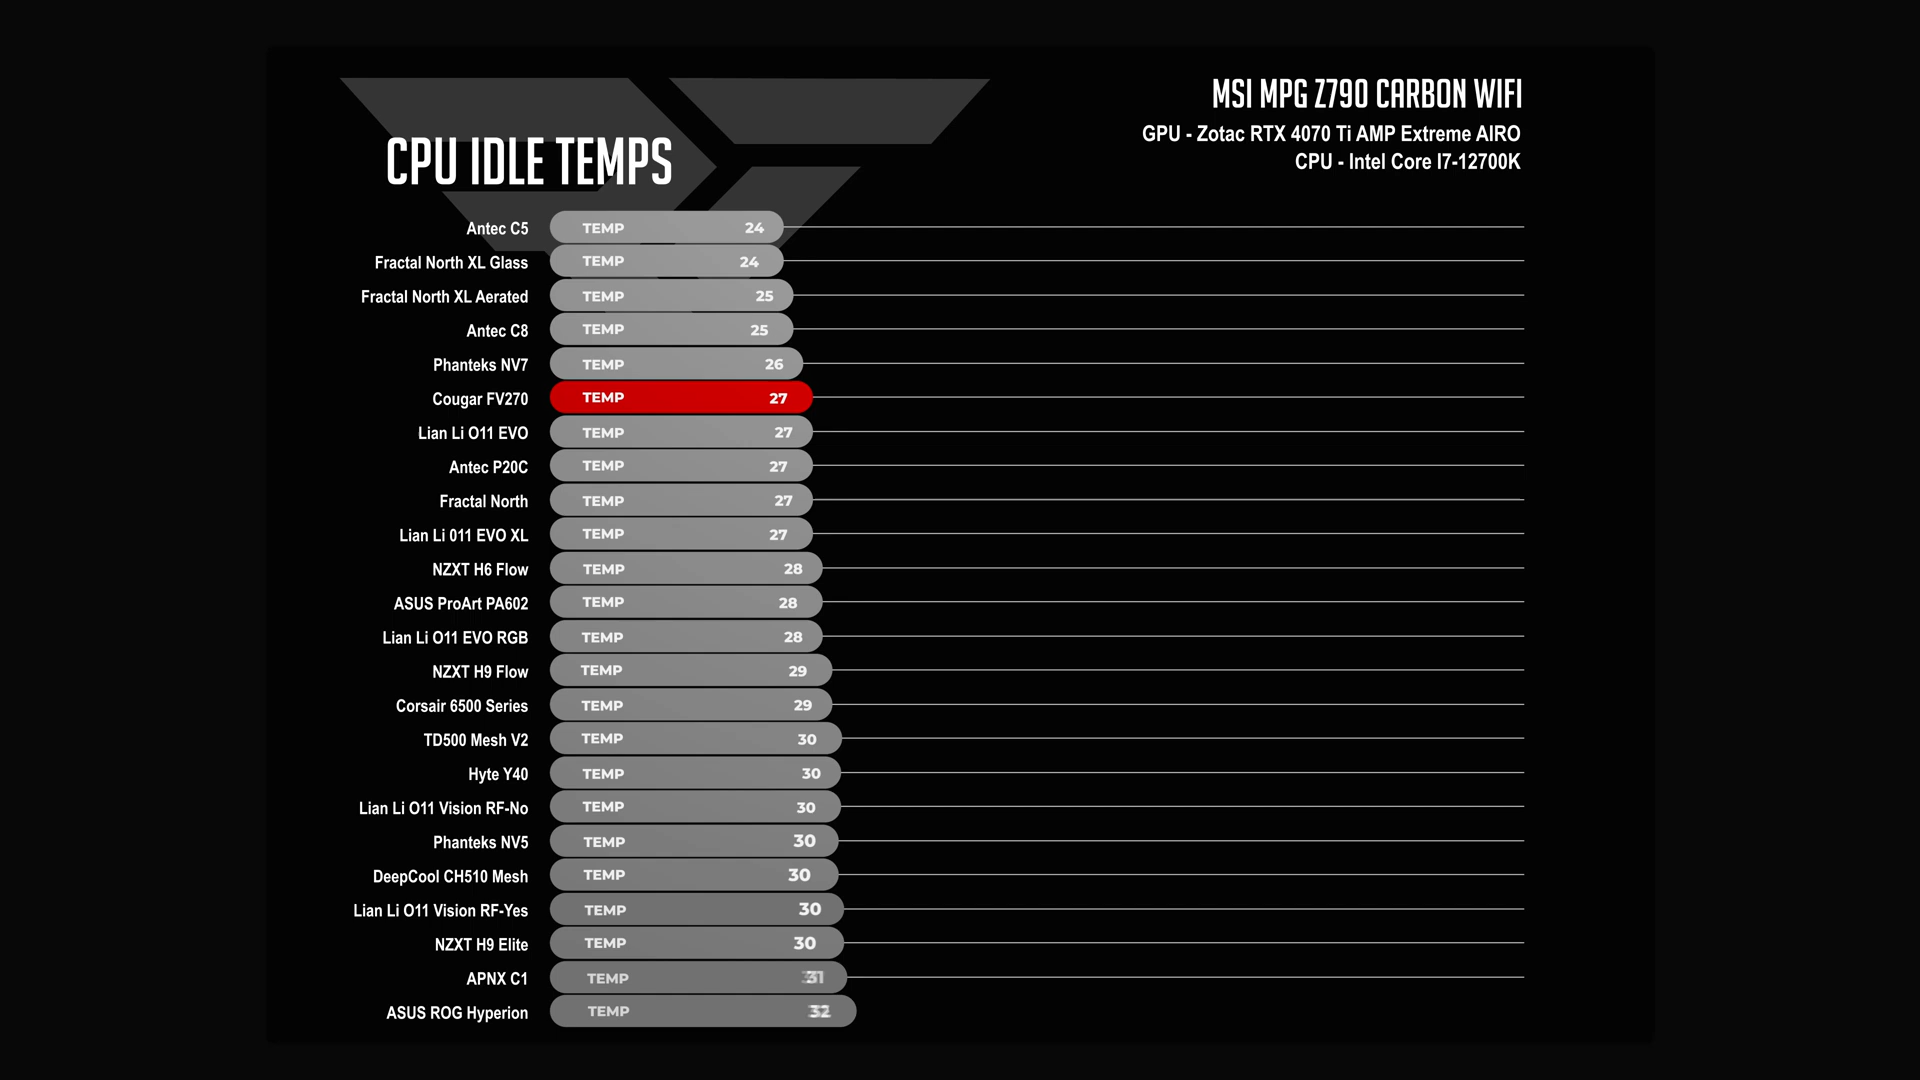 MSI MPG Z790 CARBON WIFI
GPU - Zotac RTX 4070 Ti AMP Extreme AIRO
CPU - Intel Core I7-12700K
CPU IDLE TEMPS
Antec C5 TEMP 24
Fractal North XL Glass TEMP 24
Fractal North XL Aerated TEMP 25
Antec C8 TEMP 25
Phanteks NV7 TEMP 26
Cougar FV270 TEMP 27
Lian Li O11 EVO TEMP 27
Antec P20C TEMP 27
Fractal North TEMP 27
Lian Li 011 EVO XL TEMP 27
NZXT H6 Flow TEMP 28
ASUS ProArt PA602 TEMP 28
Lian Li O11 EVO RGB TEMP 28
NZXT H9 Flow TEMP 29
Corsair 6500 Series TEMP 29
TD500 Mesh V2 TEMP 30
Hyte Y40 TEMP 30
Lian Li O11 Vision RF-No TEMP 30
Phanteks NV5 TEMP 30
DeepCool CH510 Mesh TEMP 30
Lian Li O11 Vision RF-Yes TEMP 30
NZXT H9 Elite TEMP 30
APNX C1 TEMP 31
ASUS ROG Hyperion TEMP 32